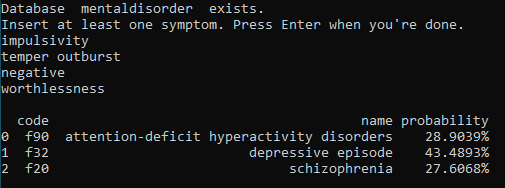 Database  mentaldisorder  exists.
Insert at least one symptom. Press Enter when you're done.
impulsivity
temper outburst
negative
worthlessness
code name probability
0 f90 attention-deficit hyperactivity disorders 28.9039%
1 f32 depressive episode 43.4893%
2 f20 schizophrenia 27.6068%